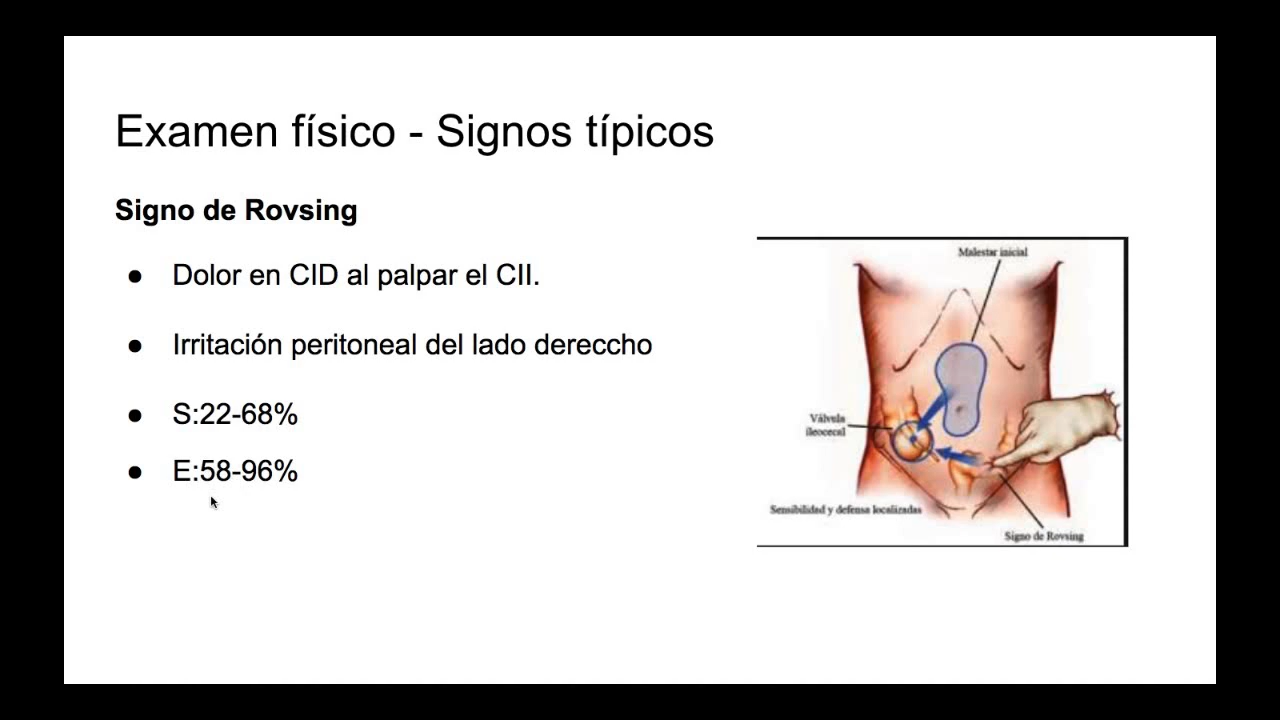 Examen físico - Signos típicos
Signo de Rovsing
● Dolor en CID al palpar el CII.
● Irritación peritoneal del lado dereccho
● S:22-68%
● E:58-96%
Malestar inicial
Válvula
ileocecal
Sensibilidad y defensa localizadas
Signo de Rovsing